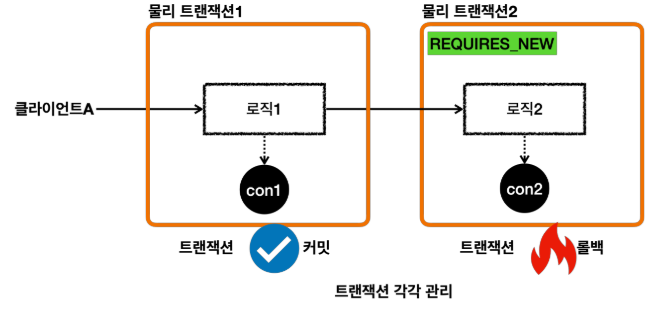 물리 트랜잭션1
물리 트랜잭션2
REQUIRES_NEW
클라이언트A
로직1
로직2
con1
con2
트랜잭션 커밋
트랜잭션 롤백
트랜잭션 각각 관리